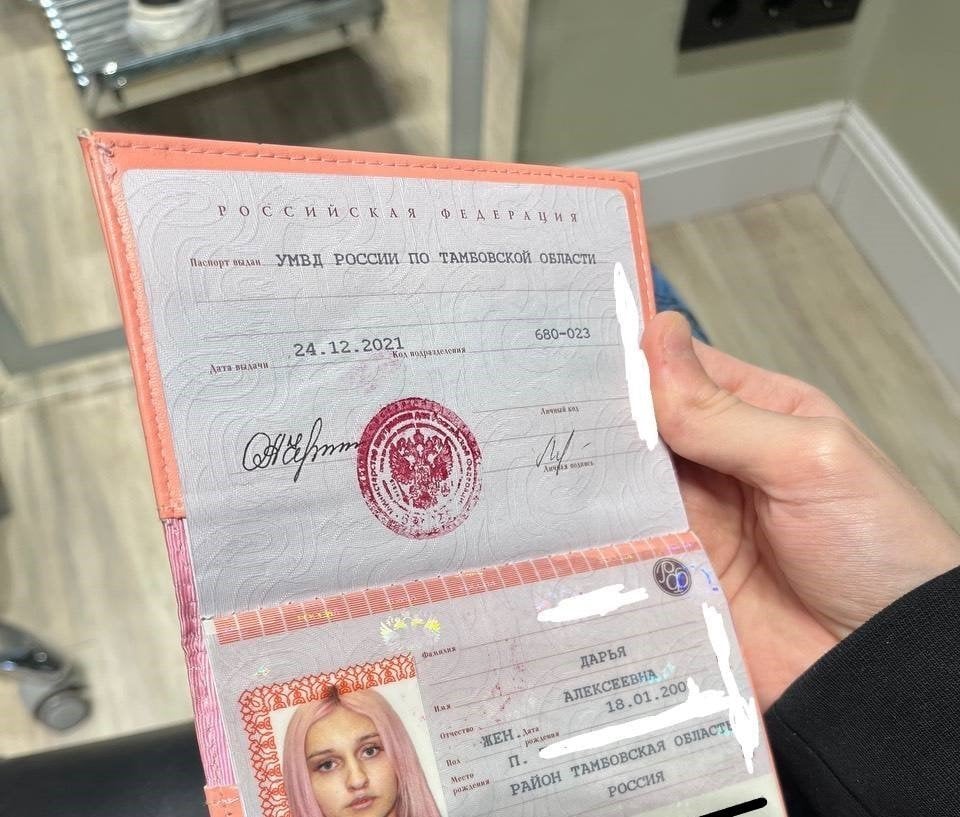 РОССИЙСКАЯ ФЕДЕРАЦИЯ
Паспорт выдан УМВД РОССИИ ПО ТАМБОВСКОЙ ОБЛАСТИ
Дата выдачи 24.12.2021 Код подразделения 680-023
Личный код
Личная подпись
Фамилия
Имя ДАРЬЯ
Отчество АЛЕКСЕЕВНА
Пол ЖЕН. Дата рождения 18.01.200
Место рождения П.
РАЙОН ТАМБОВСКАЯ ОБЛАСТЬ
РОССИЯ